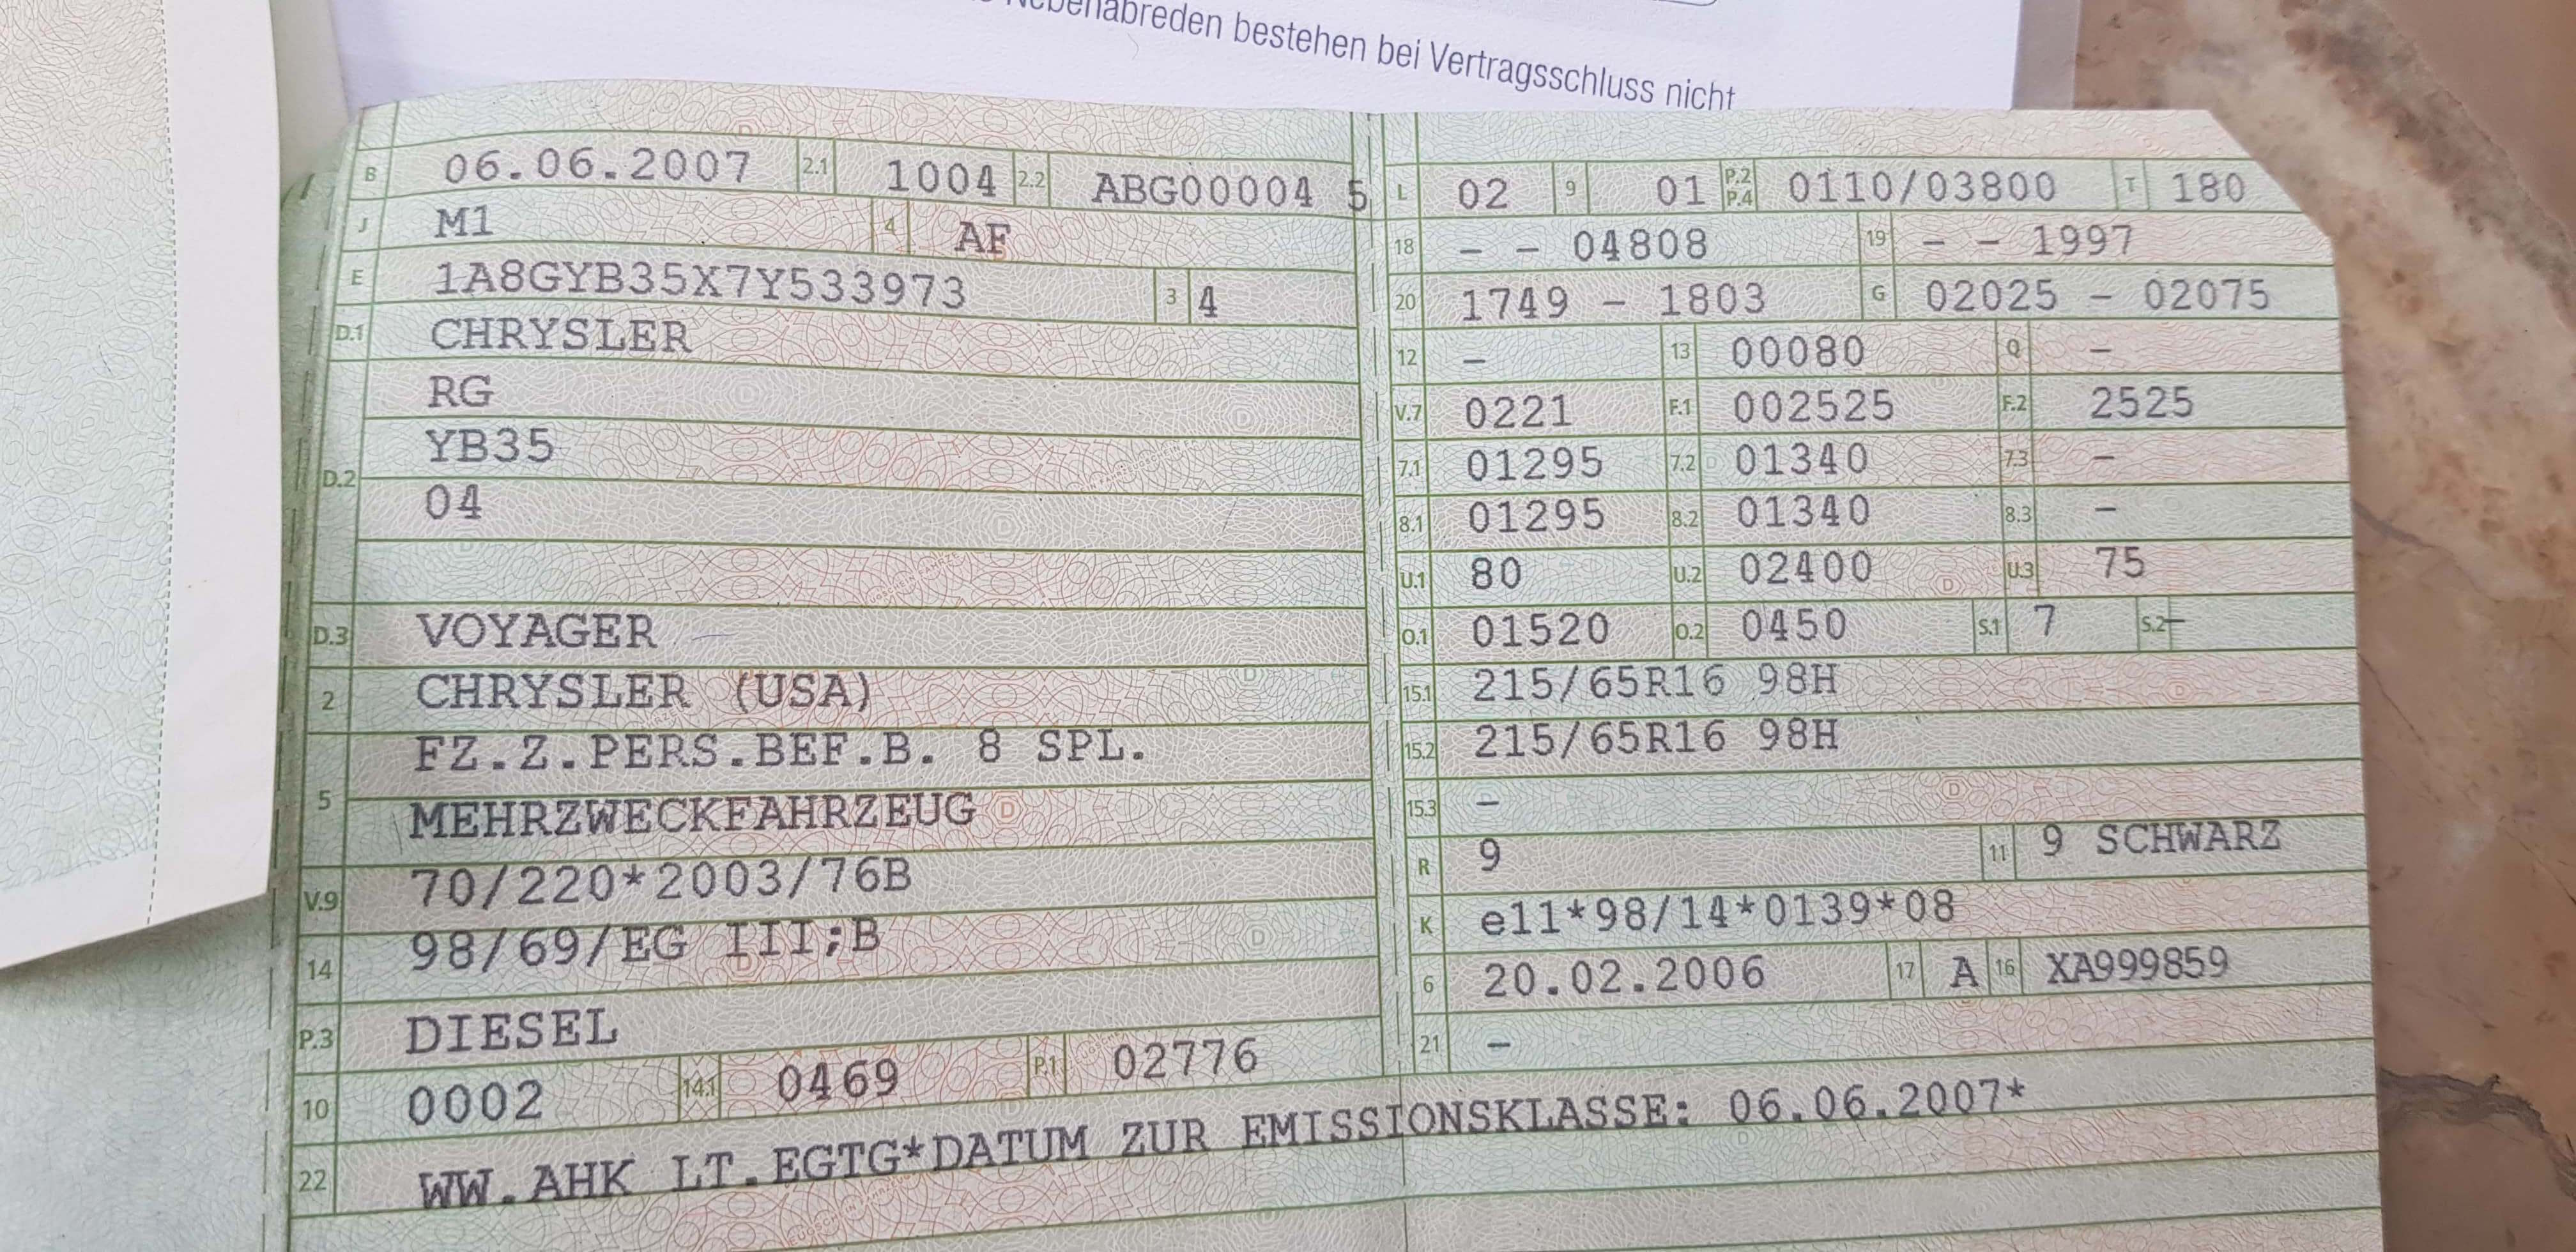 Nebenabreden bestehen bei Vertragsschluss nicht
B 06.06.2007 2.1 1004 2.2 ABG00004 5
J M1 4 AF
E 1A8GYB35X7Y533973 3 4
D.1 CHRYSLER
RG
D.2 YB35
04
D.3 VOYAGER
2 CHRYSLER (USA)
5 FZ.Z.PERS.BEF.B. 8 SPL.
MEHRZWECKFAHRZEUG
V.9 70/220*2003/76B
14 98/69/EG III;B
P.3 DIESEL
10 0002 14.1 0469 P.1 02776
22 WW.AHK LT.EGTG*DATUM ZUR EMISSIONSKLASSE: 06.06.2007*
L 02 9 01 P.2 P.4 0110/03800 T 180
18 – – 04808 19 – – 1997
20 1749 – 1803 G 02025 – 02075
12 – 13 00080 Q –
V.7 0221 F.1 002525 F.2 2525
7.1 01295 7.2 01340 7.3 –
8.1 01295 8.2 01340 8.3 –
U.1 80 U.2 02400 U.3 75
O.1 01520 O.2 0450 S.1 7 S.2 –
15.1 215/65R16 98H
15.2 215/65R16 98H
15.3 –
R 9 11 9 SCHWARZ
K e11*98/14*0139*08
6 20.02.2006 17 A 16 XA999859
21 –